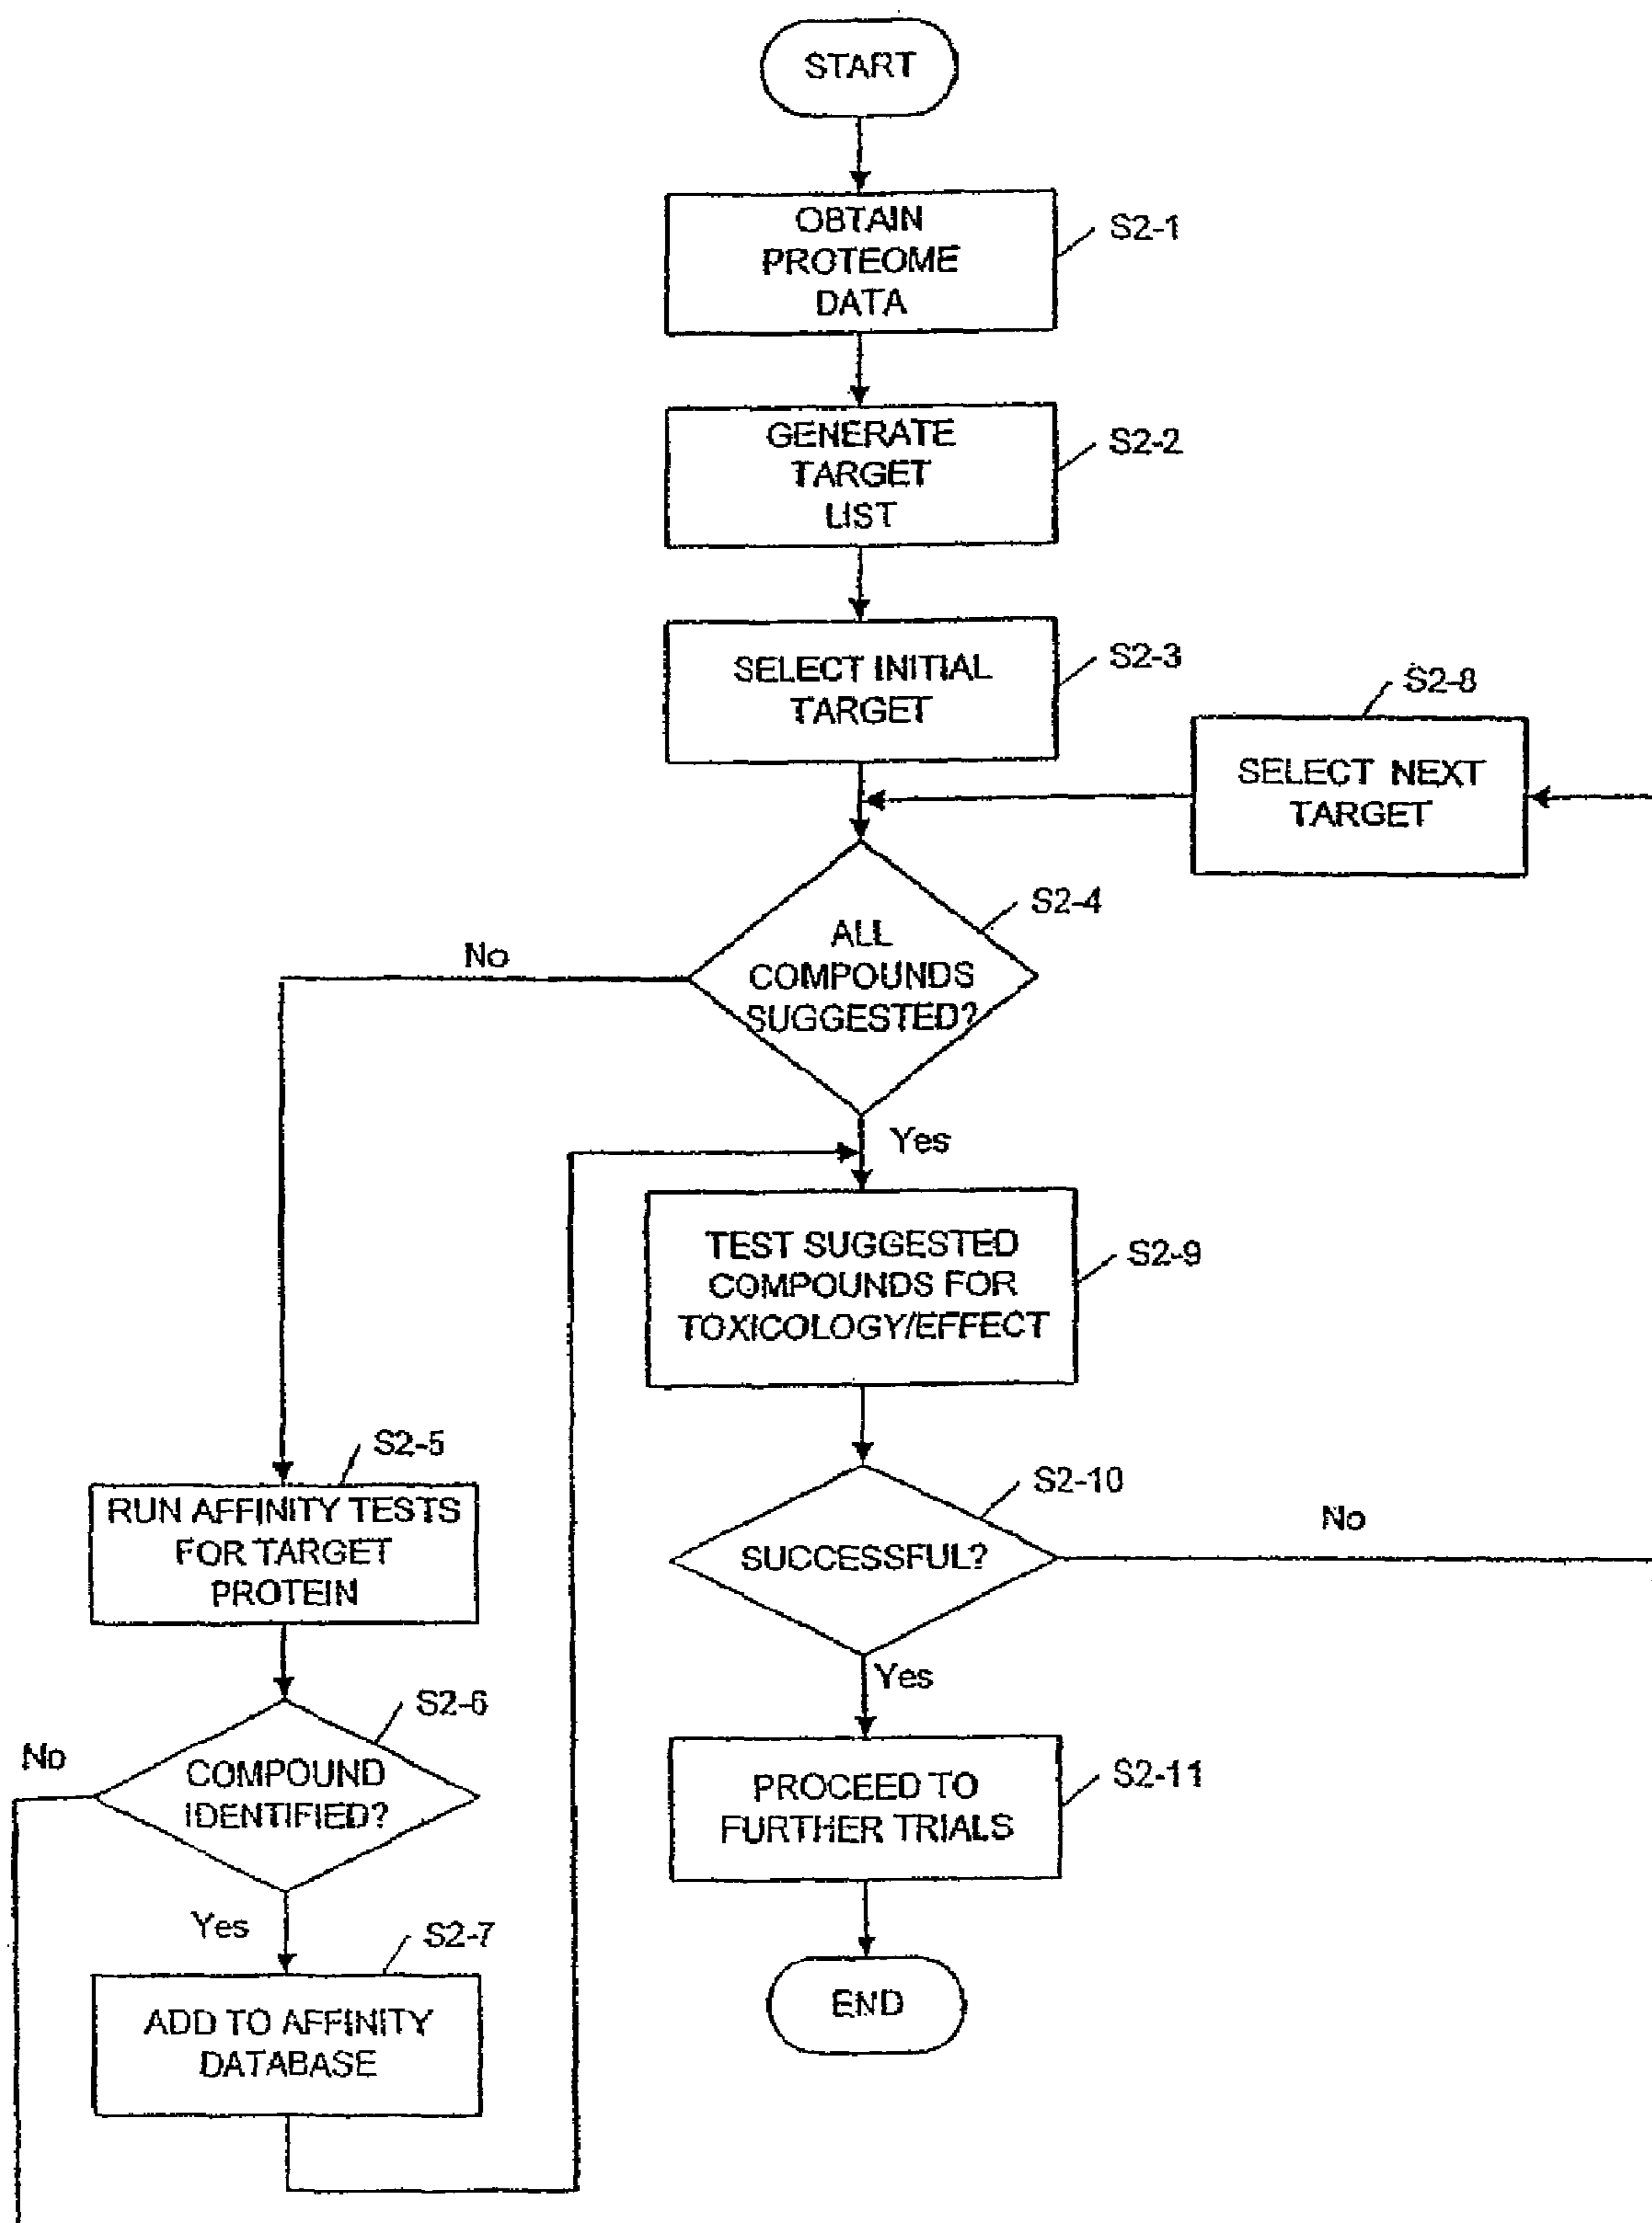 START
OBTAIN
PROTEOME
DATA
S2-1
GENERATE
TARGET
LIST
S2-2
SELECT INITIAL
TARGET
S2-3
S2-8
SELECT NEXT
TARGET
S2-4
ALL
COMPOUNDS
SUGGESTED?
No
Yes
TEST SUGGESTED
COMPOUNDS FOR
TOXICOLOGY/EFFECT
S2-9
S2-5
RUN AFFINITY TESTS
FOR TARGET
PROTEIN
S2-10
SUCCESSFUL?
No
Yes
S2-6
COMPOUND
IDENTIFIED?
No
Yes
PROCEED TO
FURTHER TRIALS
S2-11
S2-7
ADD TO AFFINITY
DATABASE
END